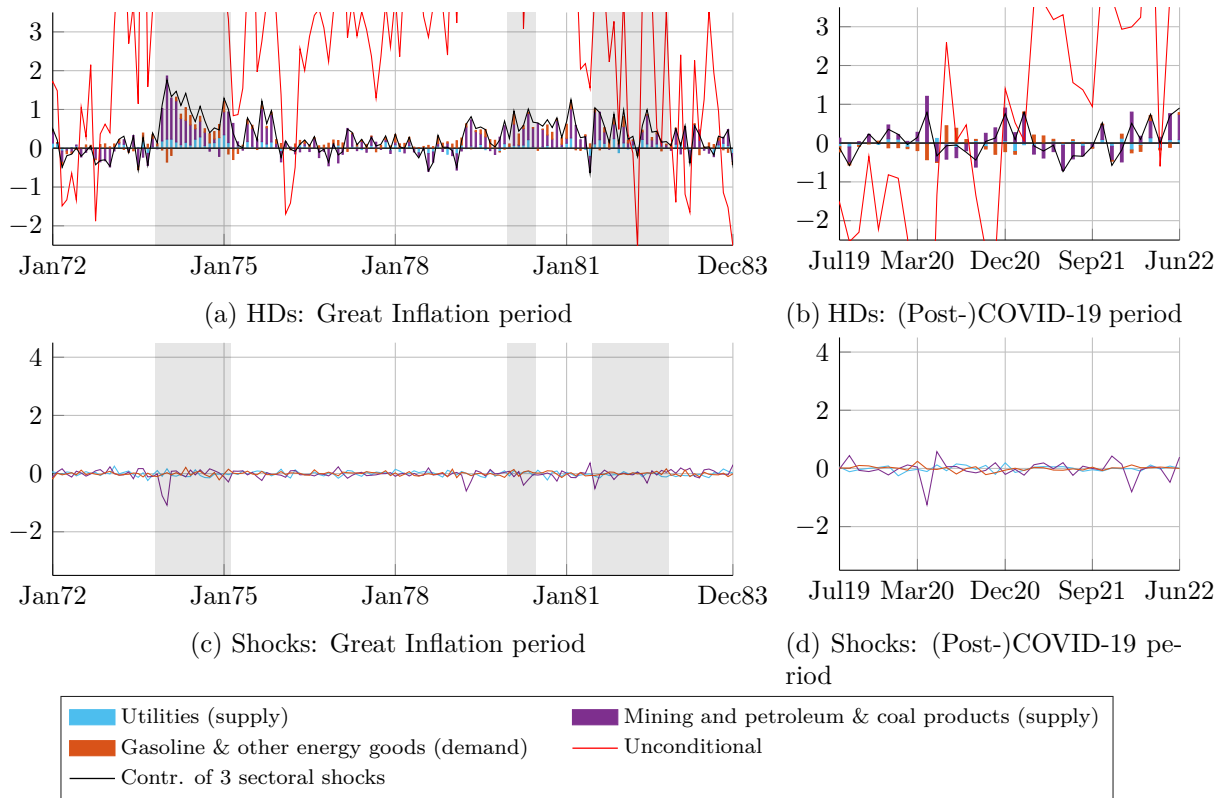 3
2
1
0
−1
−2
Jan72 Jan75 Jan78 Jan81 Dec83
(a) HDs: Great Inflation period
3
2
1
0
−1
−2
Jul19 Mar20 Dec20 Sep21 Jun22
(b) HDs: (Post-)COVID-19 period
4
2
0
−2
Jan72 Jan75 Jan78 Jan81 Dec83
(c) Shocks: Great Inflation period
4
2
0
−2
Jul19 Mar20 Dec20 Sep21 Jun22
(d) Shocks: (Post-)COVID-19 pe-
riod
Utilities (supply)
Mining and petroleum & coal products (supply)
Gasoline & other energy goods (demand)
Unconditional
Contr. of 3 sectoral shocks